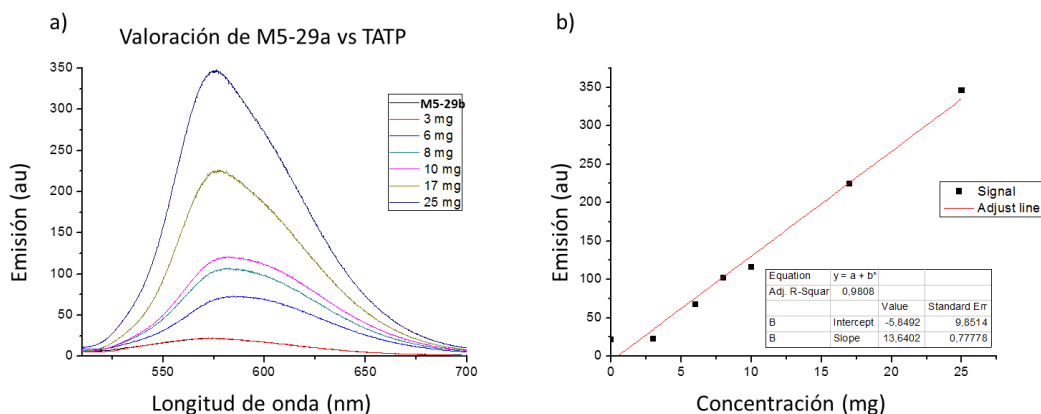 a)
Valoración de M5-29a vs TATP
350
300
250
200
150
100
50
0
550
600
650
700
Emisión (au)
Longitud de onda (nm)
M5-29b
3 mg
6 mg
8 mg
10 mg
17 mg
25 mg
b)
350
300
250
200
150
100
50
0
0
5
10
15
20
25
Emisión (au)
Concentración (mg)
Signal
Adjust line
Equation y = a + b*
Adj. R-Squar 0,9808
Value Standard Err
B Intercept -5,8492 9,8514
B Slope 13,6402 0,77778